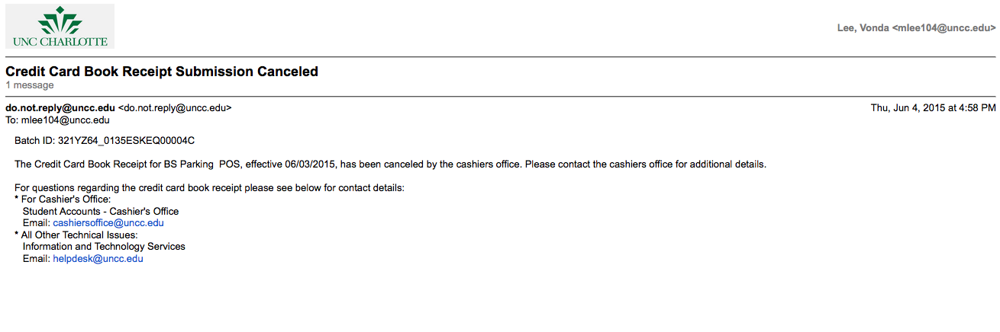 UNC CHARLOTTE
Lee, Vonda <mlee104@uncc.edu>
Credit Card Book Receipt Submission Canceled
1 message
do.not.reply@uncc.edu <do.not.reply@uncc.edu> Thu, Jun 4, 2015 at 4:58 PM
To: mlee104@uncc.edu
Batch ID: 321YZ64_0135ESKEQ00004C
The Credit Card Book Receipt for BS Parking  POS, effective 06/03/2015, has been canceled by the cashiers office. Please contact the cashiers office for additional details.
For questions regarding the credit card book receipt please see below for contact details:
* For Cashier's Office:
Student Accounts - Cashier's Office
Email: cashiersoffice@uncc.edu
* All Other Technical Issues:
Information and Technology Services
Email: helpdesk@uncc.edu